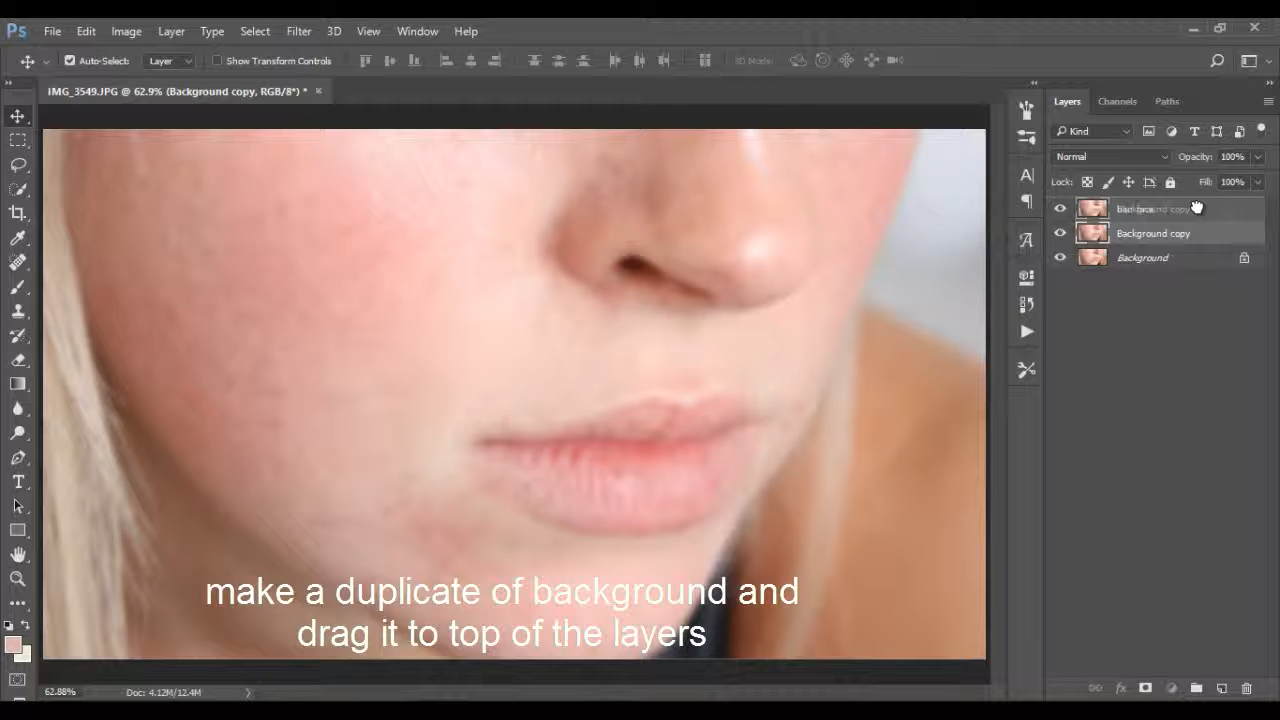 Ps File Edit Image Layer Type Select Filter 3D View Window Help
Auto-Select: Layer Show Transform Controls 3D Mode:
IMG_3549.JPG @ 62.9% (Background copy, RGB/8*) * ×
Layers Channels Paths
Kind
Normal Opacity: 100%
Lock: Fill: 100%
Background copy
Background
make a duplicate of background and
drag it to top of the layers
62.88% Doc: 4.12M/12.4M